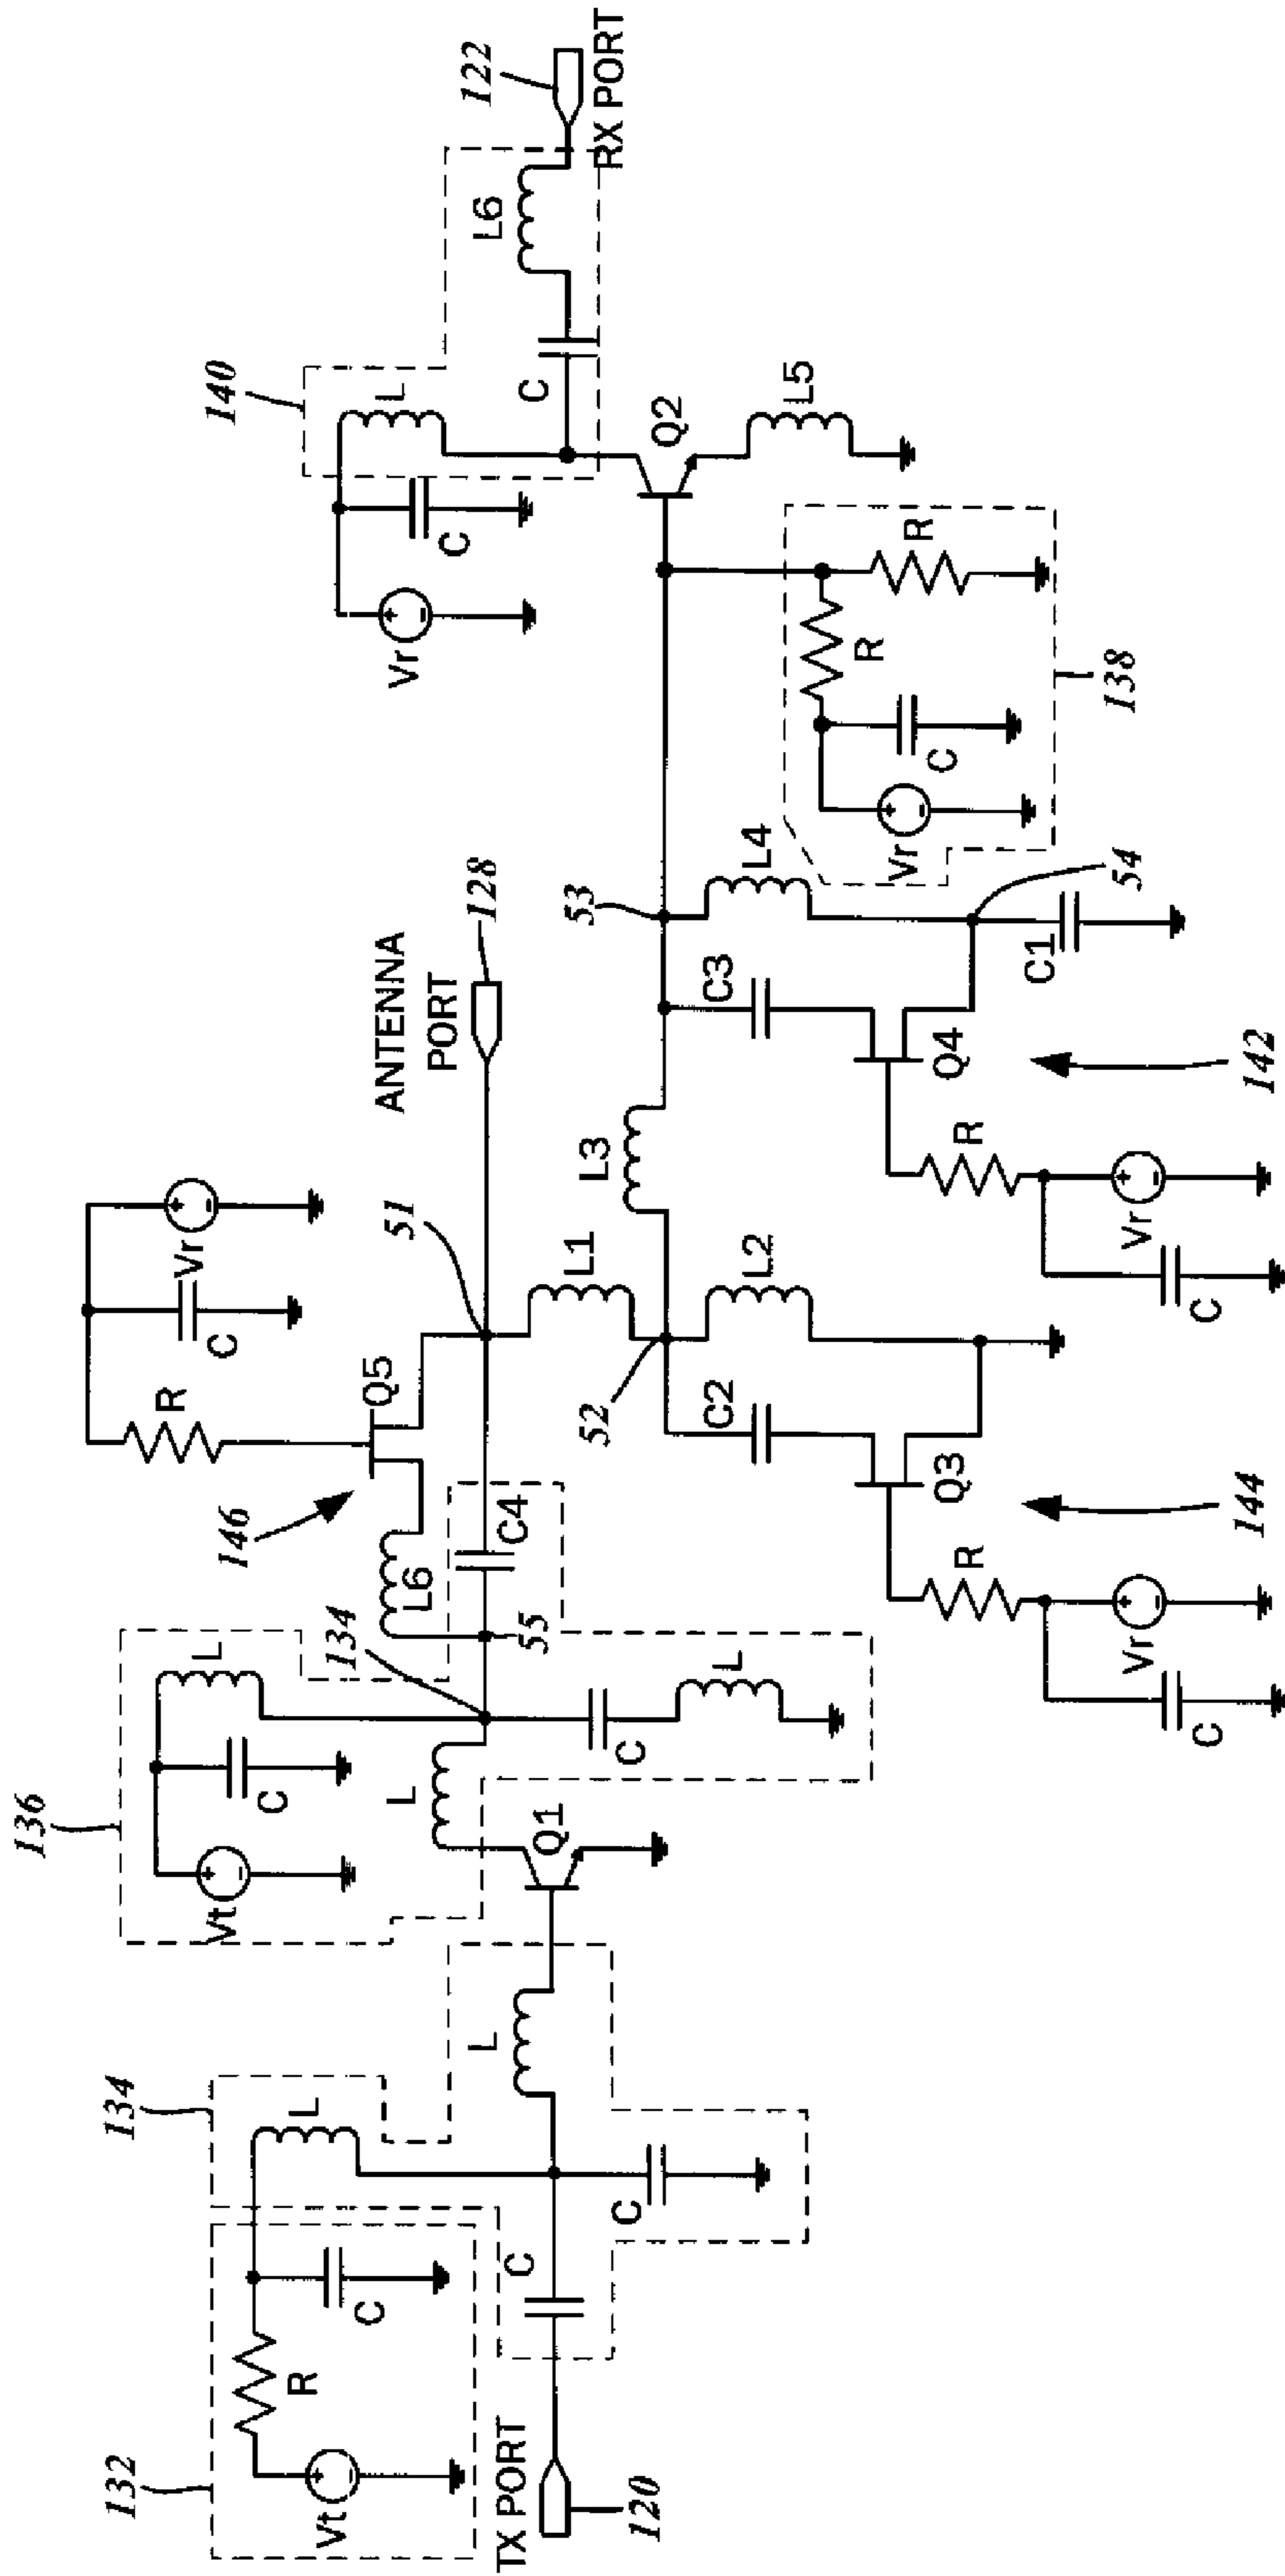 132
Vt
R
C
134
L
TX PORT
120
C
C
L
136
Vt
C
L
L
Q1
134
C
L
55
L6
C4
146
Q5
R
C
Vr
51
ANTENNA
PORT
128
L1
52
L2
C2
Q3
R
Vr
C
144
L3
53
C3
L4
Q4
54
C1
R
Vr
C
142
Vr
C
R
R
138
Q2
L5
Vr
C
L
140
C
L6
122
RX PORT